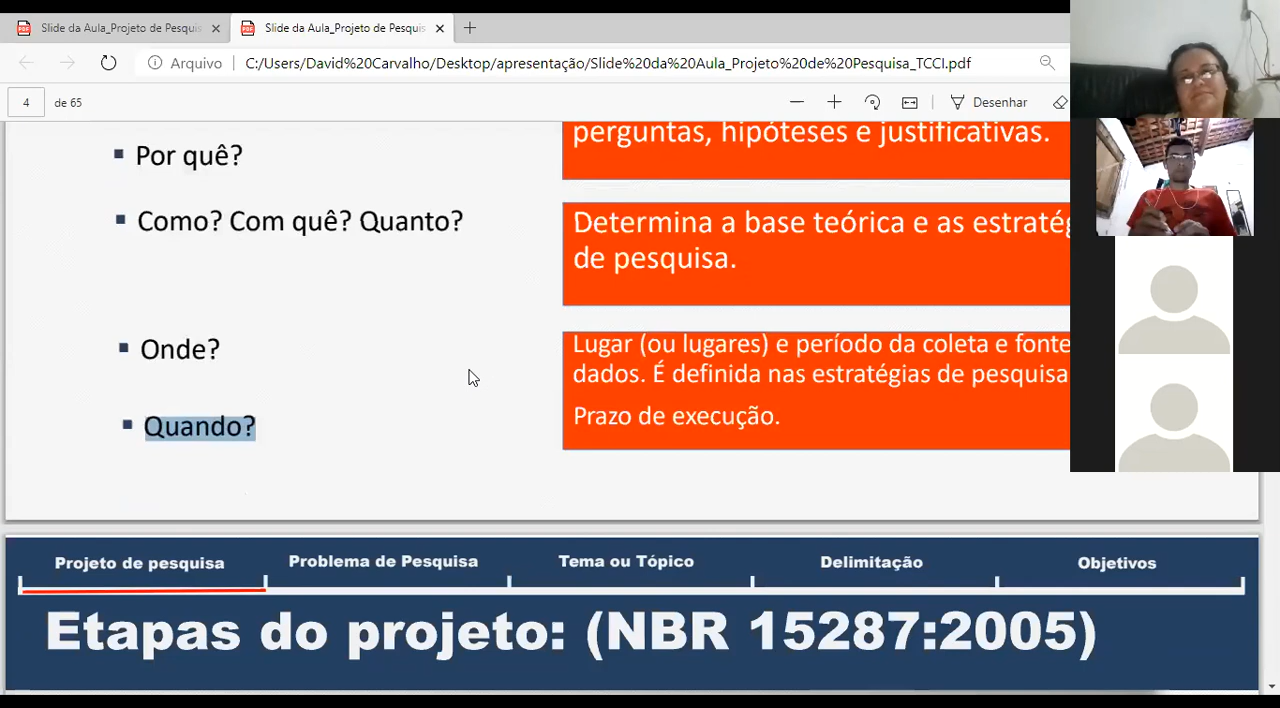 Slide da Aula_Projeto de Pesquis
Slide da Aula_Projeto de Pesquis
Arquivo
C:/Users/David%20Carvalho/Desktop/apresentação/Slide%20da%20Aula_Projeto%20de%20Pesquisa_TCCI.pdf
4
de 65
Desenhar
perguntas, hipóteses e justificativas.
Por quê?
Como? Com quê? Quanto?
Determina a base teórica e as estratég
de pesquisa.
Onde?
Lugar (ou lugares) e período da coleta e fonte
dados. É definida nas estratégias de pesquisa
Quando?
Prazo de execução.
Projeto de pesquisa
Problema de Pesquisa
Tema ou Tópico
Delimitação
Objetivos
Etapas do projeto: (NBR 15287:2005)